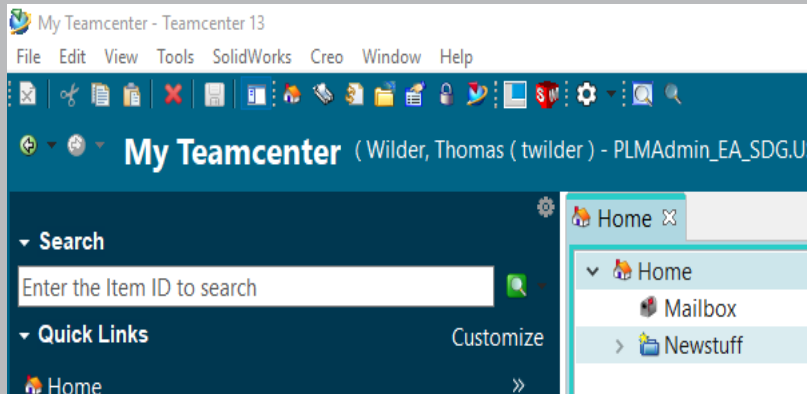 My Teamcenter - Teamcenter 13
File Edit View Tools SolidWorks Creo Window Help
My Teamcenter ( Wilder, Thomas ( twilder ) - PLMAdmin_EA_SDG.U
Home
Search
Home
Enter the Item ID to search
Mailbox
Quick Links Customize
Newstuff
Home